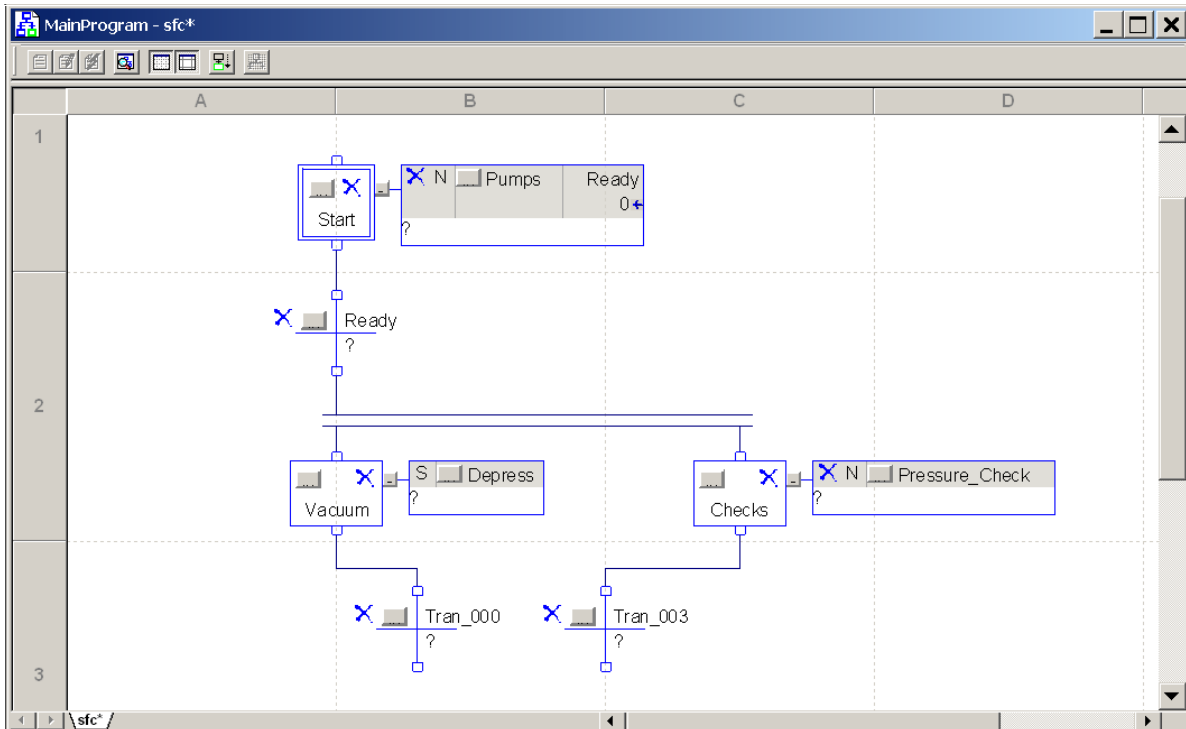 MainProgram - sfc*
A B C D
1
N ... Pumps Ready
0
... Start
?
... Ready
?
2
... S ... Depress
?
Vacuum
... N ... Pressure_Check
?
Checks
... Tran_000
?
... Tran_003
?
3
sfc*